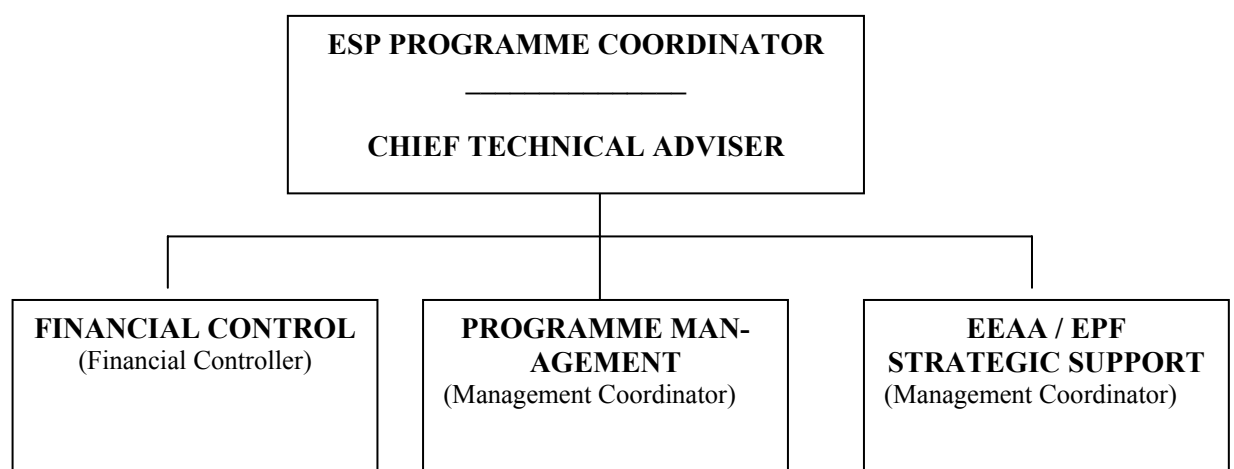 ESP PROGRAMME COORDINATOR
CHIEF TECHNICAL ADVISER
FINANCIAL CONTROL
(Financial Controller)
PROGRAMME MAN-
AGEMENT
(Management Coordinator)
EEAA / EPF
STRATEGIC SUPPORT
(Management Coordinator)